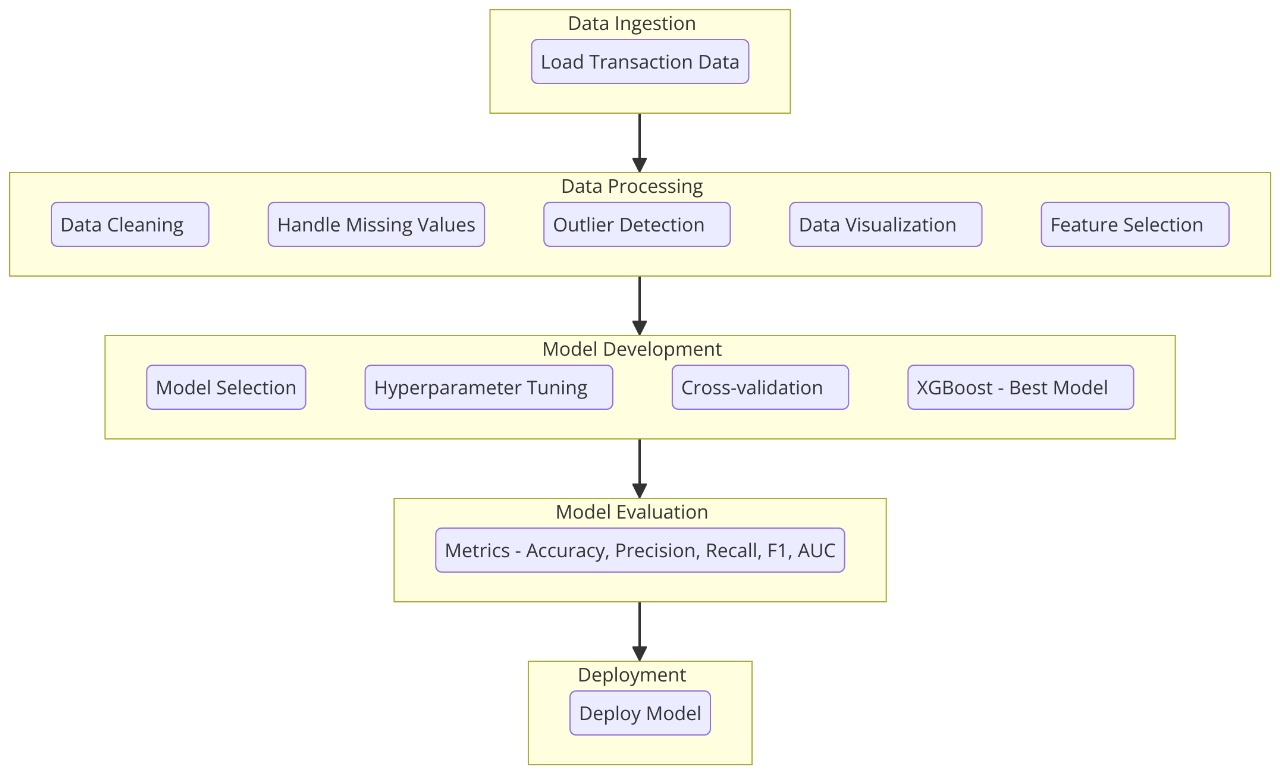 Data Ingestion
Load Transaction Data
Data Processing
Data Cleaning
Handle Missing Values
Outlier Detection
Data Visualization
Feature Selection
Model Development
Model Selection
Hyperparameter Tuning
Cross-validation
XGBoost - Best Model
Model Evaluation
Metrics - Accuracy, Precision, Recall, F1, AUC
Deployment
Deploy Model